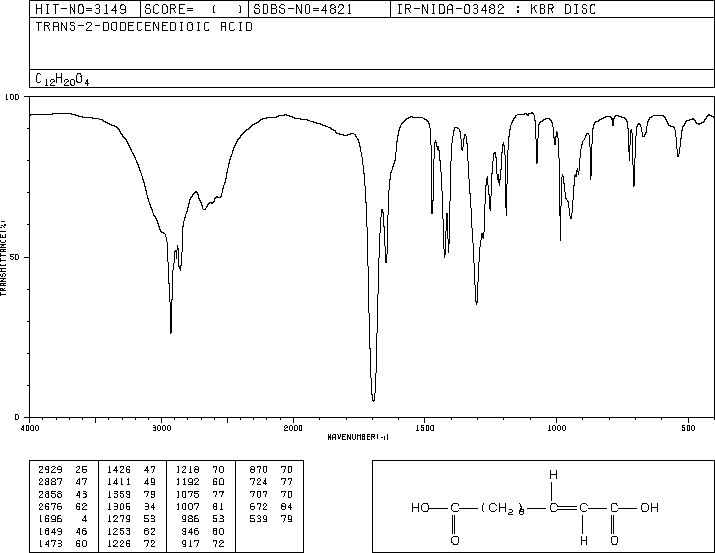 HIT-NO=3149 SCORE= ( ) SDBS-NO=4821 IR-NIDA-03482 : KBR DISC
TRANS-2-DODECENEDIOIC ACID
C12H20O4
100
50
0
TRANSMITTANCE(%)
4000 3000 2000 1500 1000 500
WAVENUMBER(-1)
2929 26 1426 47 1218 70 870 70
2887 47 1411 49 1192 60 724 77
2858 43 1359 79 1075 77 707 70
2676 62 1306 34 1007 81 672 84
1696 4 1279 53 986 53 539 79
1649 46 1253 62 946 60
1473 60 1226 72 917 72
H
HO C (CH2)8 C C C OH
O H O